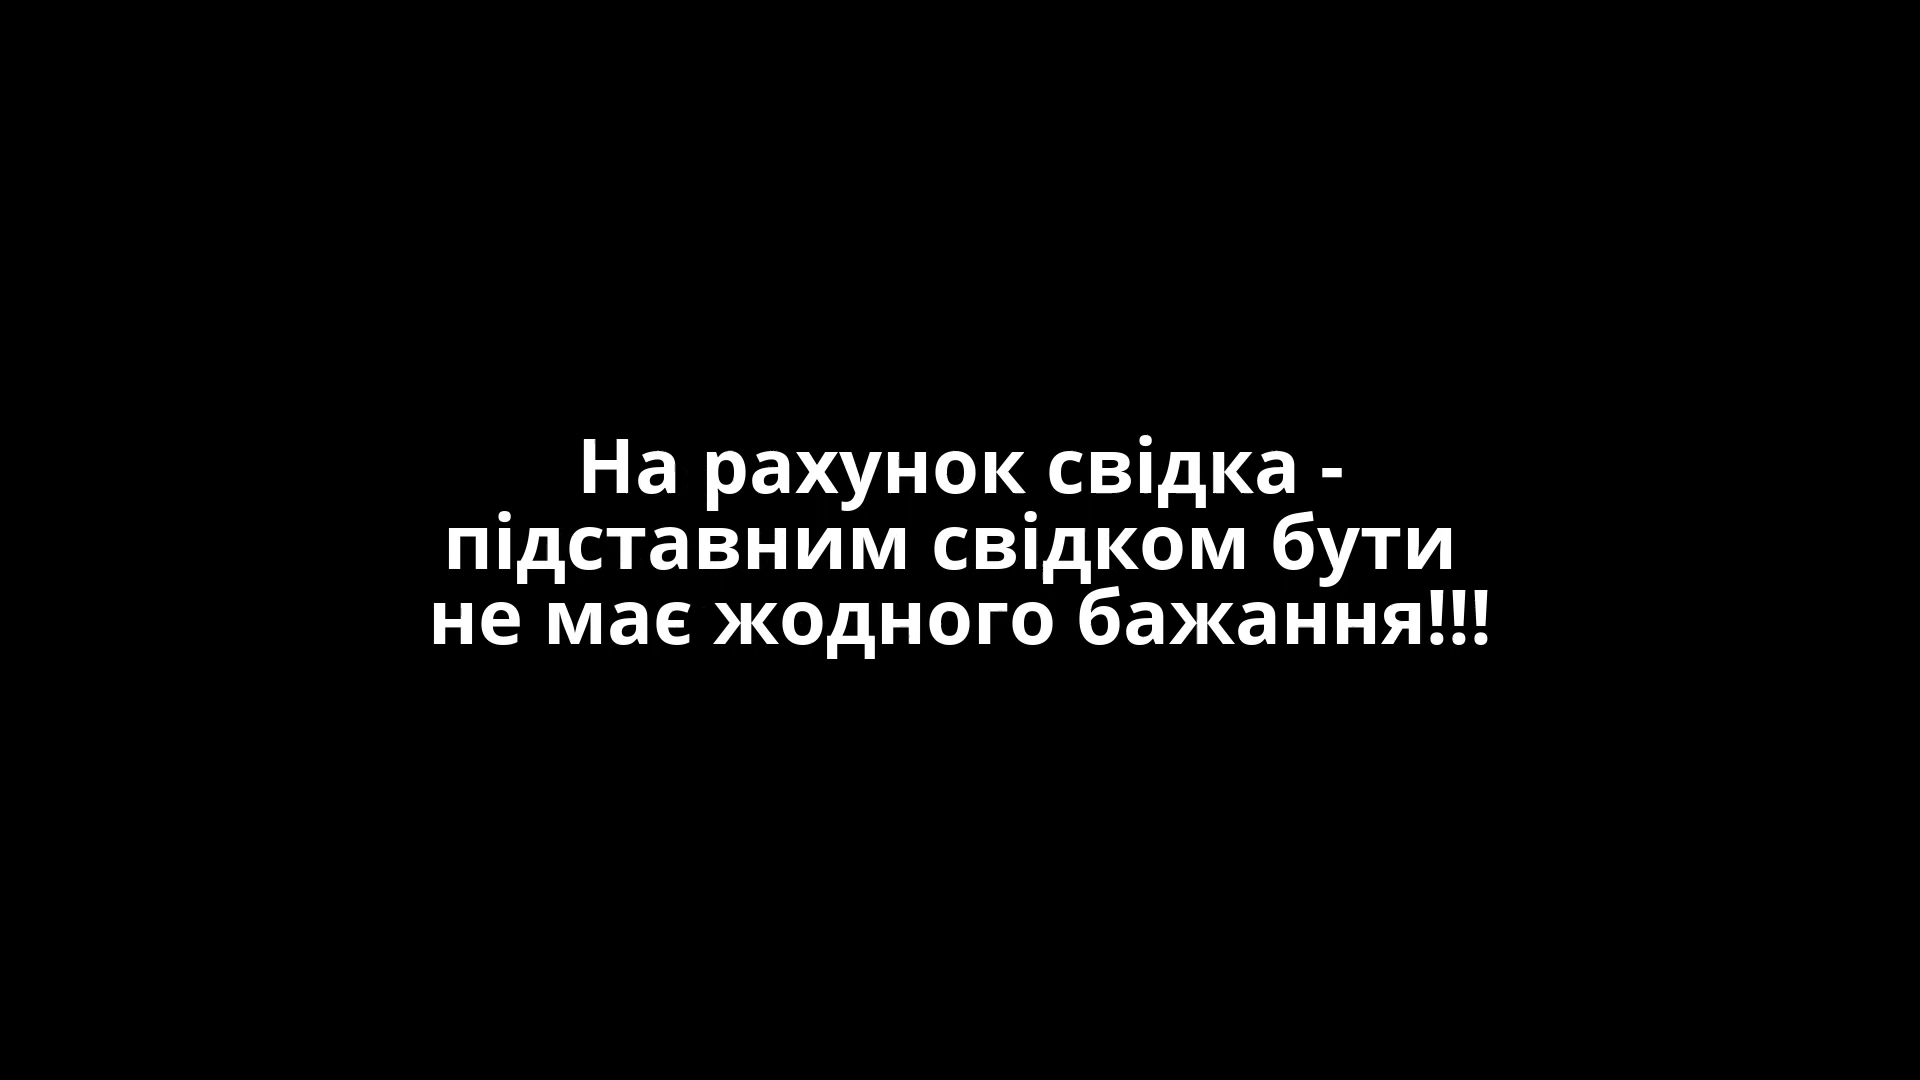 На рахунок свідка -
підставним свідком бути
не має жодного бажання!!!